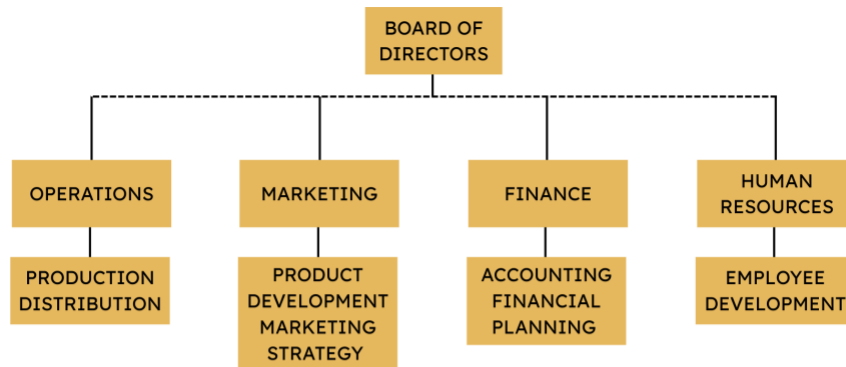 BOARD OF
DIRECTORS
OPERATIONS
MARKETING
FINANCE
HUMAN
RESOURCES
PRODUCTION
DISTRIBUTION
PRODUCT
DEVELOPMENT
MARKETING
STRATEGY
ACCOUNTING
FINANCIAL
PLANNING
EMPLOYEE
DEVELOPMENT